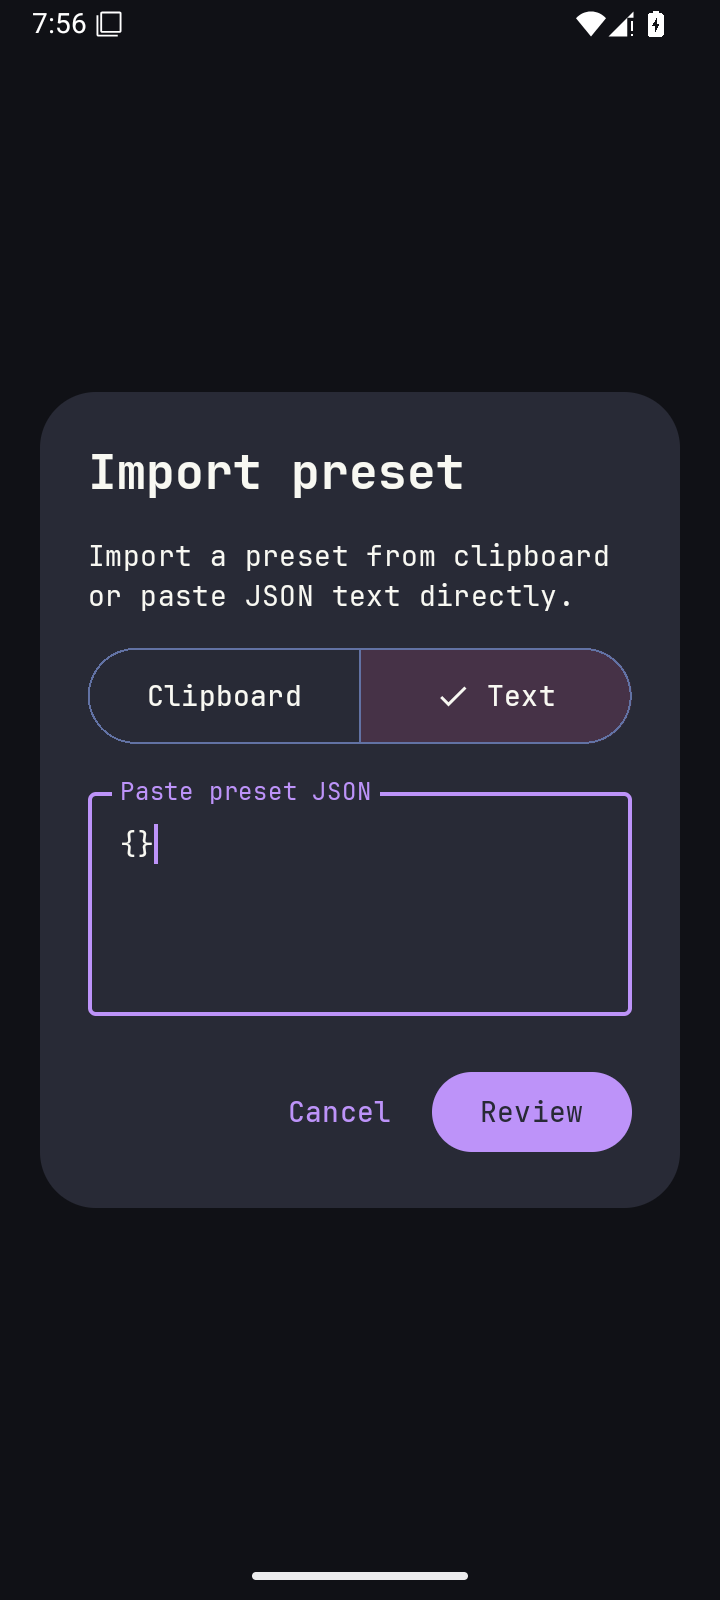 7:56
Import preset
Import a preset from clipboard
or paste JSON text directly.
Clipboard
Text
Paste preset JSON
{}
Cancel
Review